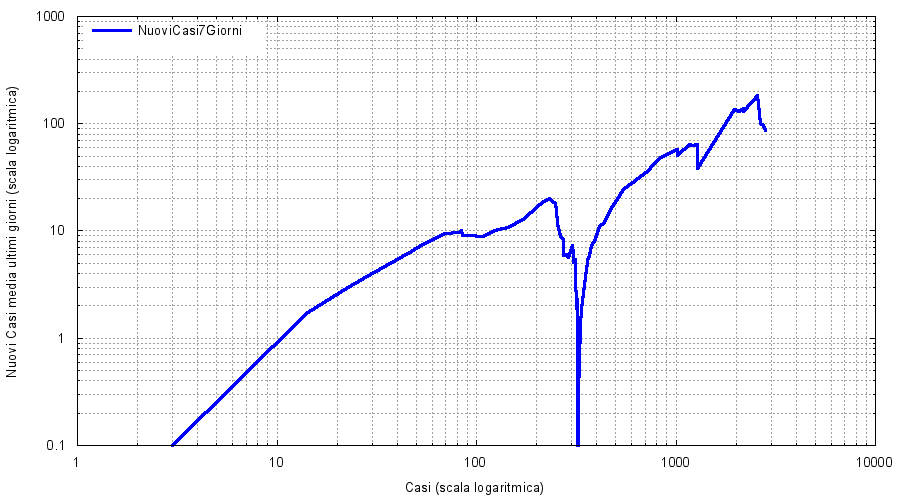 1000
NuoviCasi7Giorni
100
10
1
0.1
Nuovi Casi media ultimi giorni (scala logaritmica)
1 10 100 1000 10000
Casi (scala logaritmica)